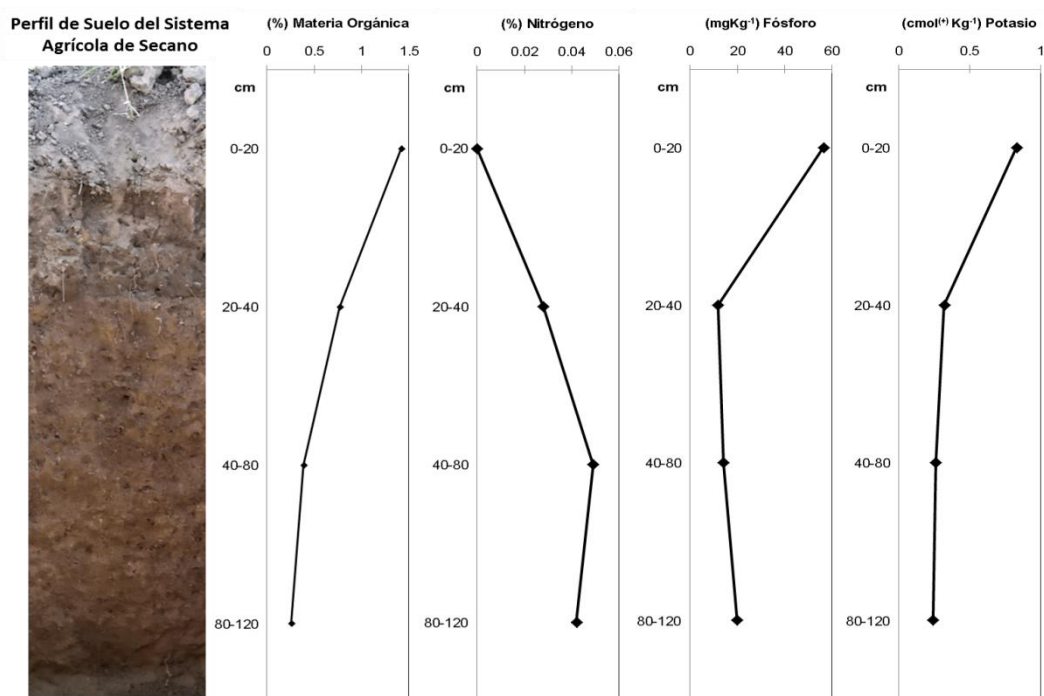 Perfil de Suelo del Sistema
Agrícola de Secano
(%) Materia Orgánica
0 0.5 1 1.5
cm
0-20
20-40
40-80
80-120
(%) Nitrógeno
0 0.02 0.04 0.06
cm
0-20
20-40
40-80
80-120
(mgKg⁻¹) Fósforo
0 20 40 60
cm
0-20
20-40
40-80
80-120
(cmol⁽⁺⁾ Kg⁻¹) Potasio
0 0.5 1
cm
0-20
20-40
40-80
80-120